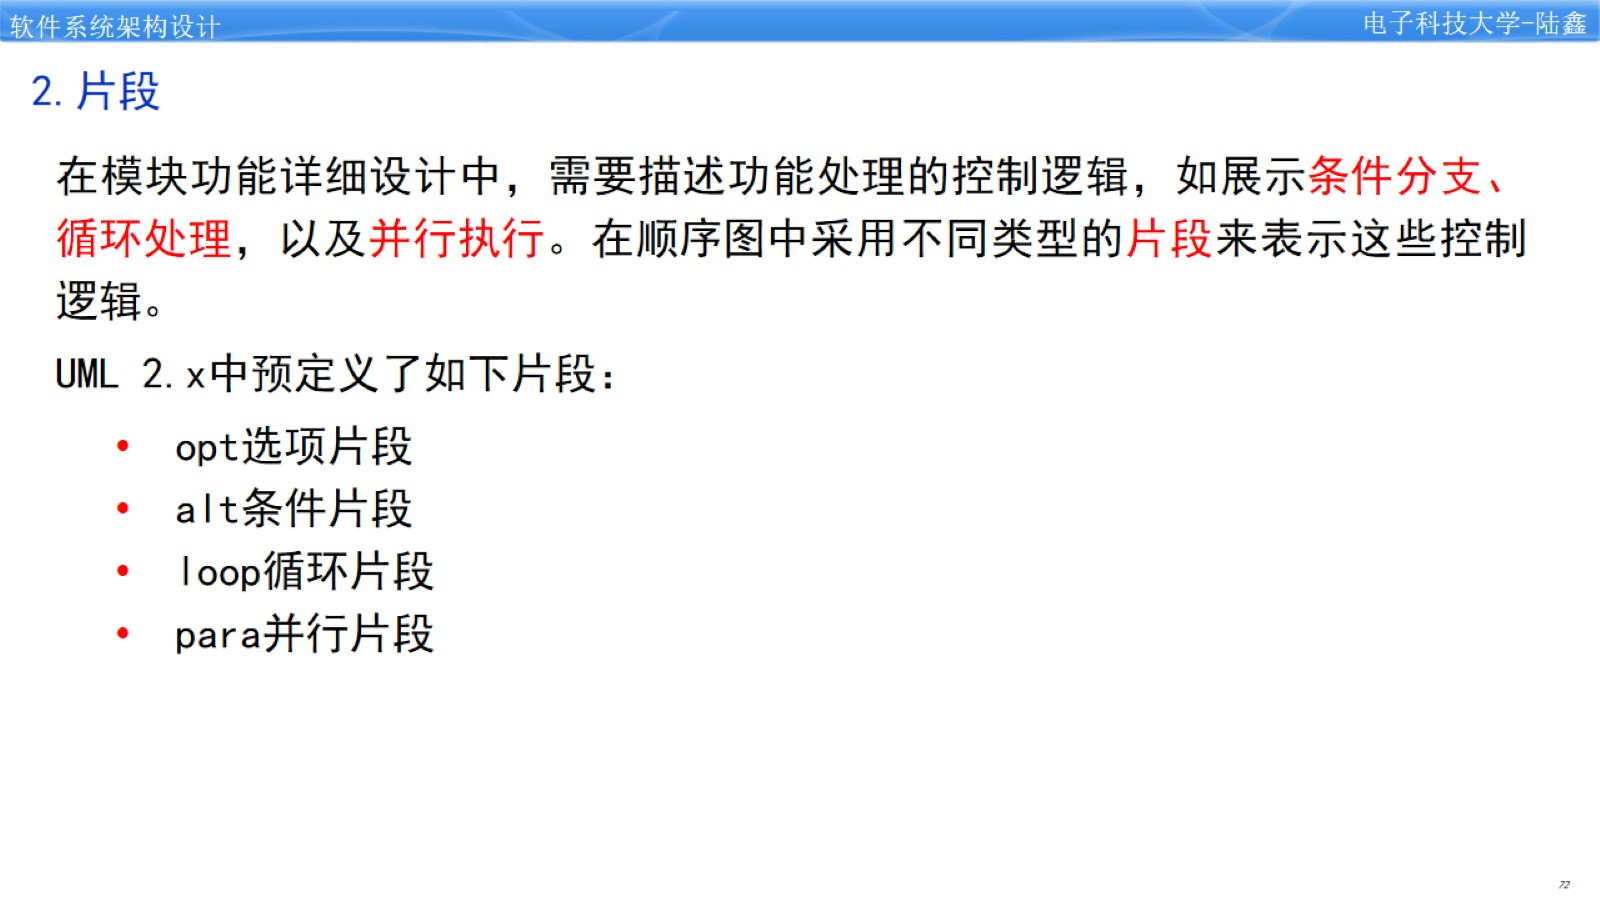 软件系统架构设计
电子科技大学-陆鑫
2.片段
在模块功能详细设计中，需要描述功能处理的控制逻辑，如展示条件分支、
循环处理，以及并行执行。在顺序图中采用不同类型的片段来表示这些控制
逻辑。
UML 2.x中预定义了如下片段：
• opt选项片段
• alt条件片段
• loop循环片段
• para并行片段
72